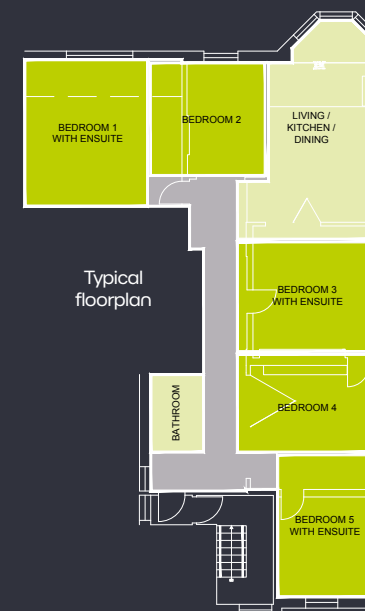 BEDROOM 1
WITH ENSUITE
BEDROOM 2
LIVING /
KITCHEN /
DINING
Typical
floorplan
BEDROOM 3
WITH ENSUITE
BATHROOM
BEDROOM 4
BEDROOM 5
WITH ENSUITE